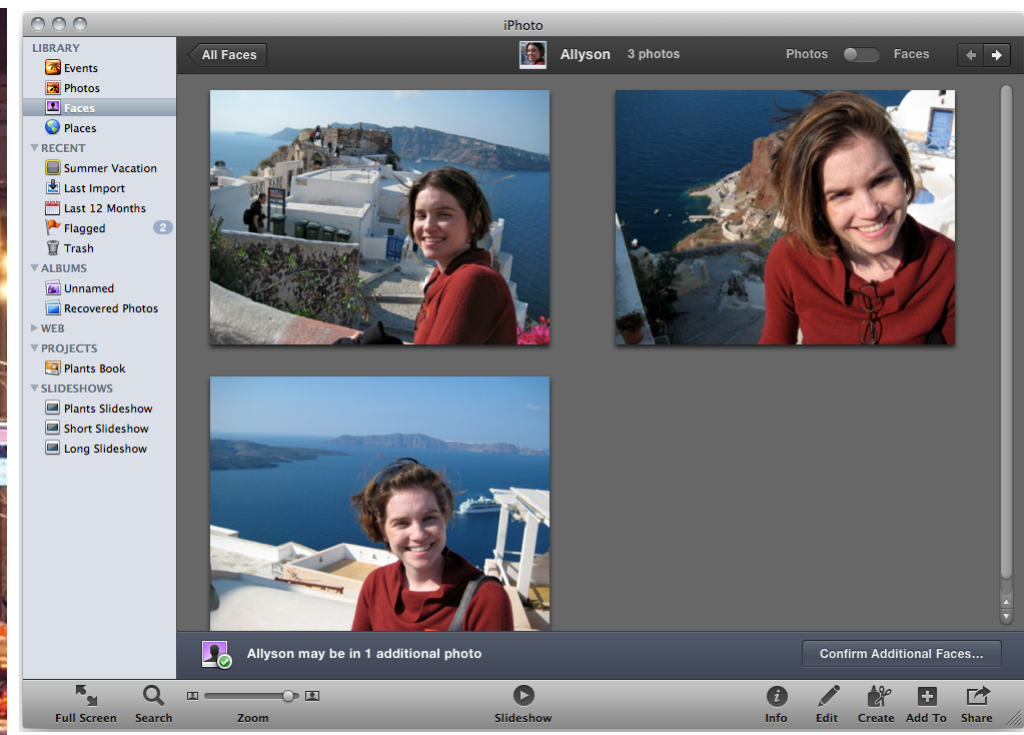 iPhoto
LIBRARY
Events
Photos
Faces
Places
RECENT
Summer Vacation
Last Import
Last 12 Months
Flagged 2
Trash
ALBUMS
Unnamed
Recovered Photos
WEB
PROJECTS
Plants Book
SLIDESHOWS
Plants Slideshow
Short Slideshow
Long Slideshow
All Faces Allyson 3 photos Photos Faces
Allyson may be in 1 additional photo Confirm Additional Faces...
Full Screen Search Zoom Slideshow Info Edit Create Add To Share